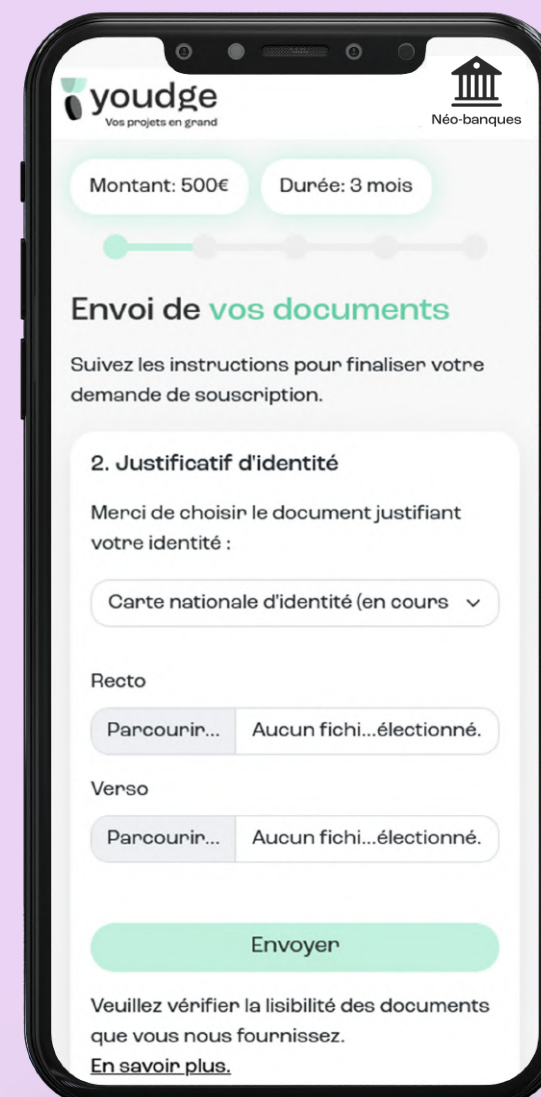 youdge
Vos projets en grand
Néo-banques
Montant: 500€
Durée: 3 mois
Envoi de vos documents
Suivez les instructions pour finaliser votre
demande de souscription.
2. Justificatif d'identité
Merci de choisir le document justifiant
votre identité :
Carte nationale d'identité (en cours
Recto
Parcourir... Aucun fichi...électionné.
Verso
Parcourir... Aucun fichi...électionné.
Envoyer
Veuillez vérifier la lisibilité des documents
que vous nous fournissez.
En savoir plus.